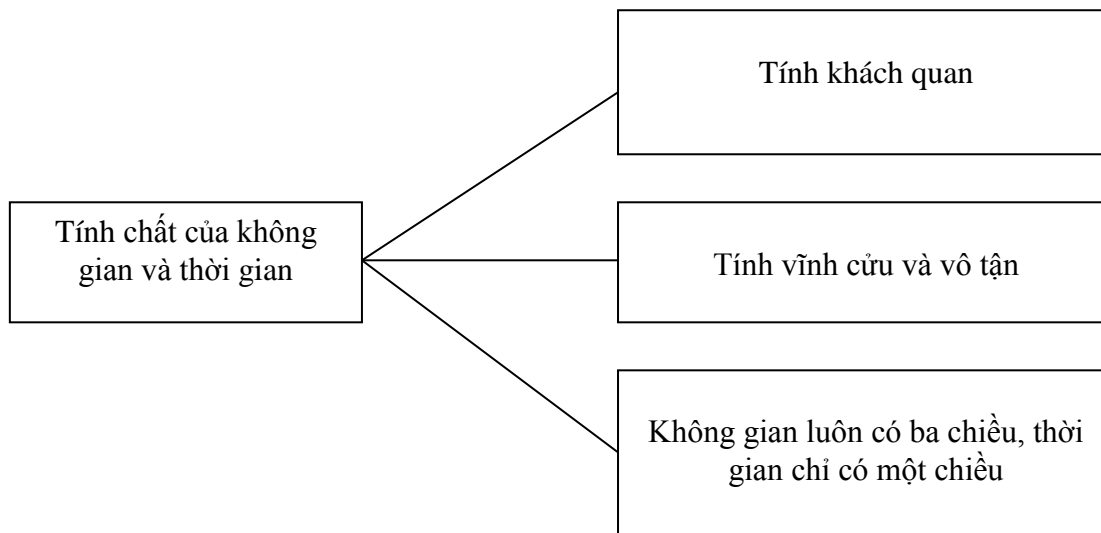 Tính khách quan
Tính chất của không
gian và thời gian
Tính vĩnh cửu và vô tận
Không gian luôn có ba chiều, thời
gian chỉ có một chiều